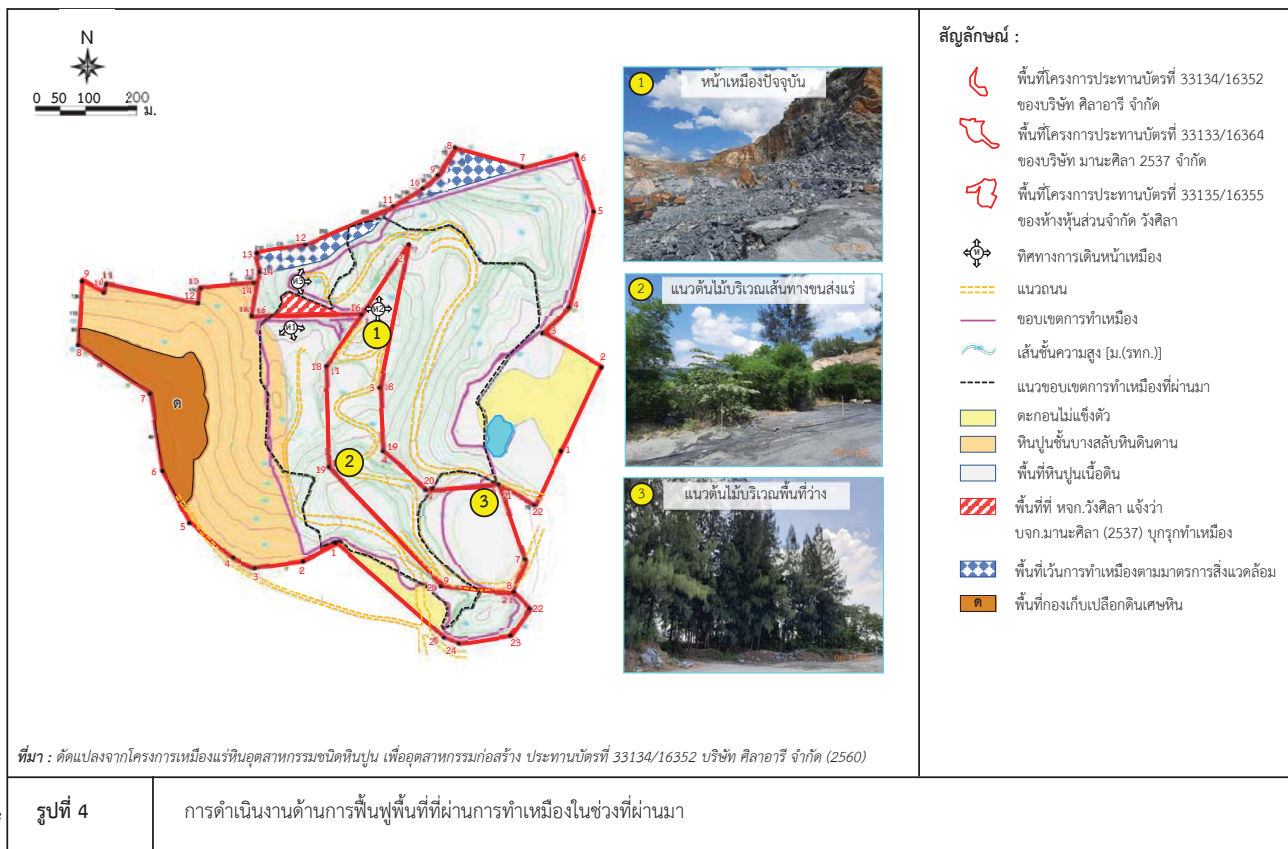 N
0 50 100 200
ม.
1
หน้าเหมืองปัจจุบัน
2
แนวต้นไม้บริเวณเส้นทางขนส่งแร่
3
แนวต้นไม้บริเวณพื้นที่ว่าง
สัญลักษณ์ :
พื้นที่โครงการประทานบัตรที่ 33134/16352
ของบริษัท ศิลาอารี จำกัด
พื้นที่โครงการประทานบัตรที่ 33133/16364
ของบริษัท มานะศิลา 2537 จำกัด
พื้นที่โครงการประทานบัตรที่ 33135/16355
ของห้างหุ้นส่วนจำกัด วังศิลา
ทิศทางการเดินหน้าเหมือง
แนวถนน
ขอบเขตการทำเหมือง
เส้นชั้นความสูง [ม.(รทก.)]
แนวขอบเขตการทำเหมืองที่ผ่านมา
ตะกอนไม่แข็งตัว
หินปูนชั้นบางสลับหินดินดาน
พื้นที่หินปูนเนื้อดิน
พื้นที่ที่ หจก.วังศิลา แจ้งว่า
บจก.มานะศิลา (2537) บุกรุกทำเหมือง
พื้นที่เว้นการทำเหมืองตามมาตรการสิ่งแวดล้อม
ด
พื้นที่กองเก็บเปลือกดินเศษหิน
ที่มา : ดัดแปลงจากโครงการเหมืองแร่หินอุตสาหกรรมชนิดหินปูน เพื่ออุตสาหกรรมก่อสร้าง ประทานบัตรที่ 33134/16352 บริษัท ศิลาอารี จำกัด (2560)
รูปที่ 4
การดำเนินงานด้านการฟื้นฟูพื้นที่ที่ผ่านการทำเหมืองในช่วงที่ผ่านมา